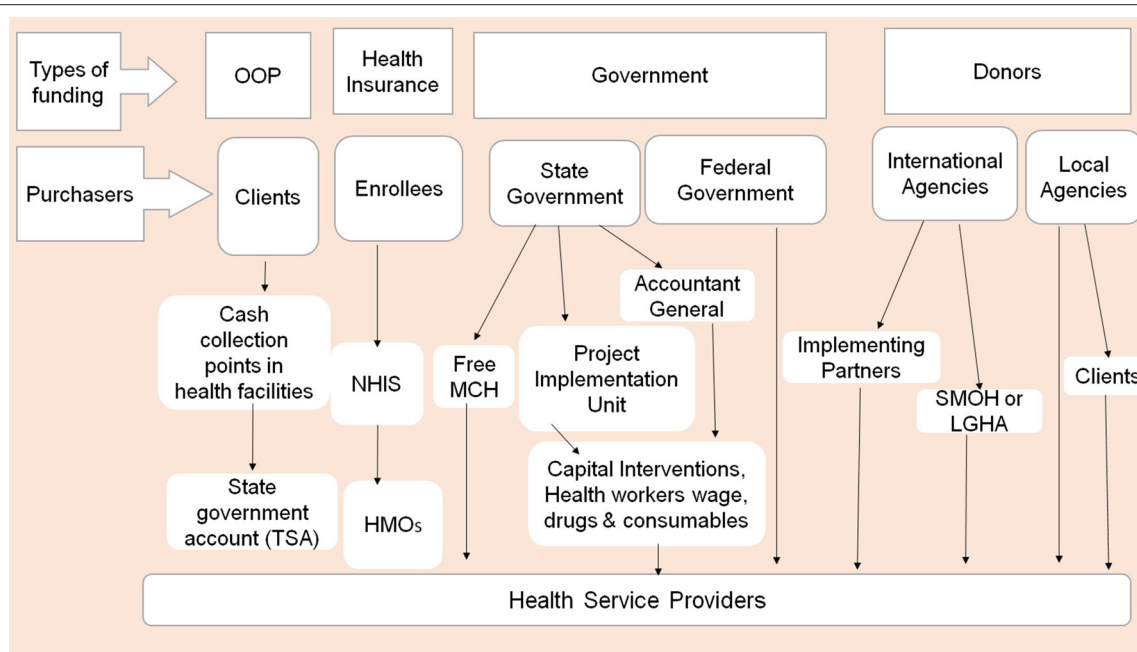 Types of
funding
OOP
Health
Insurance
Government
Donors
Purchasers
Clients
Enrollees
State
Government
Federal
Government
International
Agencies
Local
Agencies
Cash
collection
points in
health facilities
NHIS
Free
MCH
Project
Implementation
Unit
Accountant
General
Implementing
Partners
SMOH or
LGHA
Clients
State
government
account (TSA)
HMOs
Capital Interventions,
Health workers wage,
drugs & consumables
Health Service Providers